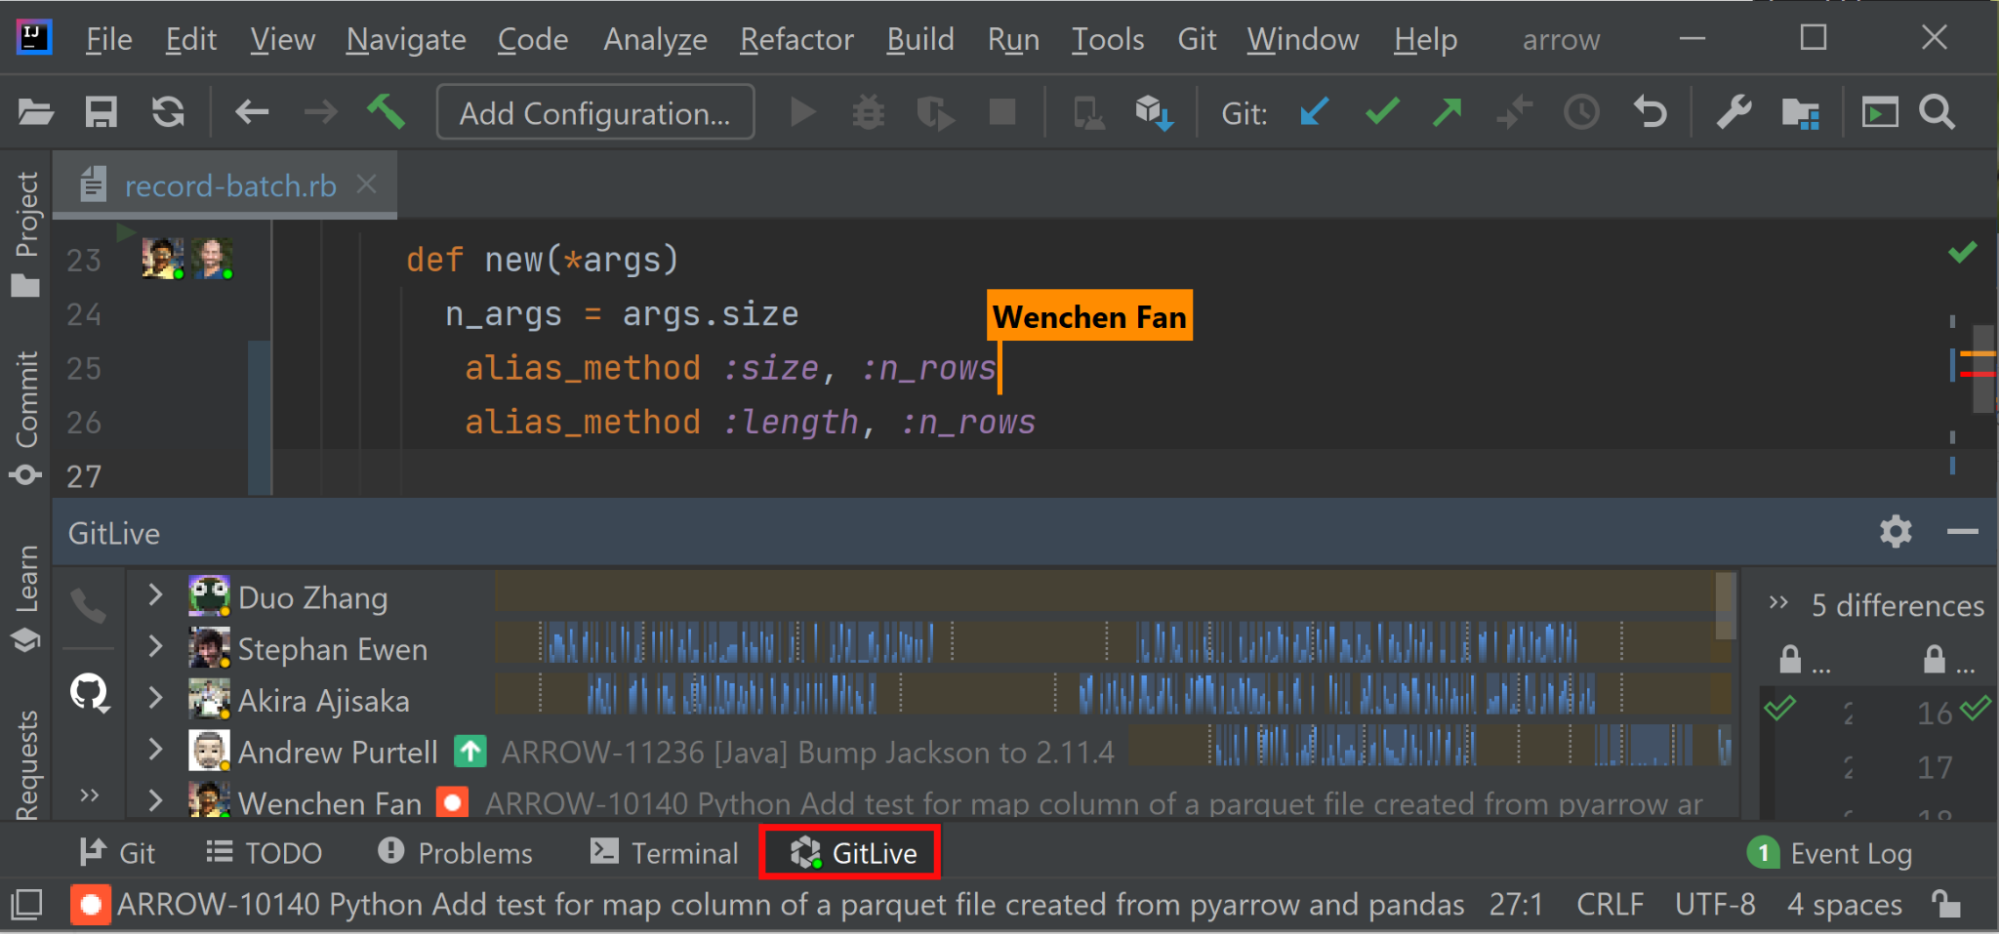 IJ
File Edit View Navigate Code Analyze Refactor Build Run Tools Git Window Help arrow
Add Configuration... Git:
record-batch.rb
Project
Commit
Learn
Requests
23 def new(*args)
24 n_args = args.size
Wenchen Fan
25 alias_method :size, :n_rows
26 alias_method :length, :n_rows
27
GitLive
Duo Zhang
Stephan Ewen
Akira Ajisaka
Andrew Purtell ARROW-11236 [Java] Bump Jackson to 2.11.4
Wenchen Fan ARROW-10140 Python Add test for map column of a parquet file created from pyarrow ar
5 differences
... ...
16
17
18
Git TODO Problems Terminal GitLive 1 Event Log
ARROW-10140 Python Add test for map column of a parquet file created from pyarrow and pandas 27:1 CRLF UTF-8 4 spaces